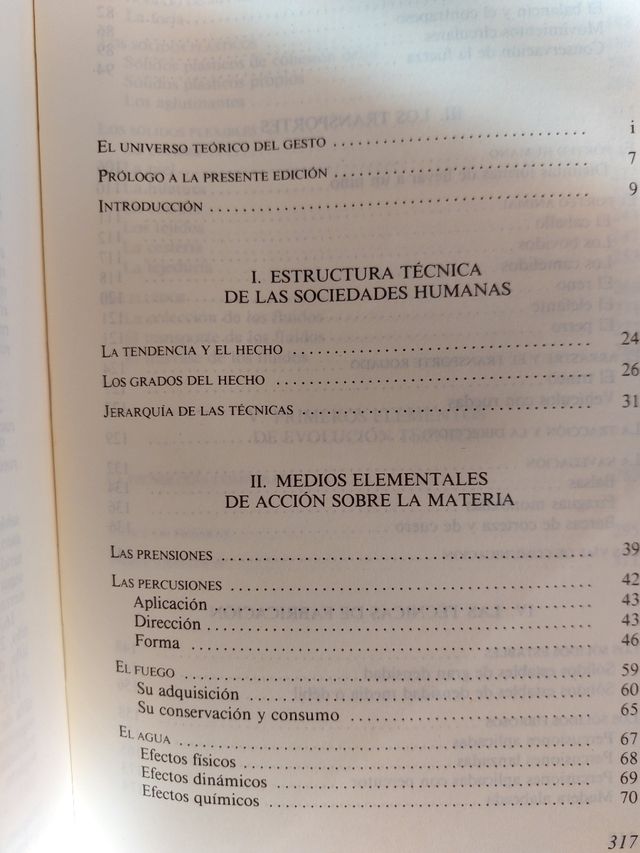 EL UNIVERSO TEÓRICO DEL GESTO ........ i
PRÓLOGO A LA PRESENTE EDICIÓN ........ 7
INTRODUCCIÓN ........ 9
I. ESTRUCTURA TÉCNICA
DE LAS SOCIEDADES HUMANAS
LA TENDENCIA Y EL HECHO ........ 24
LOS GRADOS DEL HECHO ........ 26
JERARQUÍA DE LAS TÉCNICAS ........ 31
II. MEDIOS ELEMENTALES
DE ACCIÓN SOBRE LA MATERIA
LAS PRENSIONES ........ 39
LAS PERCUSIONES ........ 42
Aplicación ........ 43
Dirección ........ 43
Forma ........ 46
EL FUEGO ........ 59
Su adquisición ........ 60
Su conservación y consumo ........ 65
EL AGUA ........ 67
Efectos físicos ........ 68
Efectos dinámicos ........ 69
Efectos químicos ........ 70
317